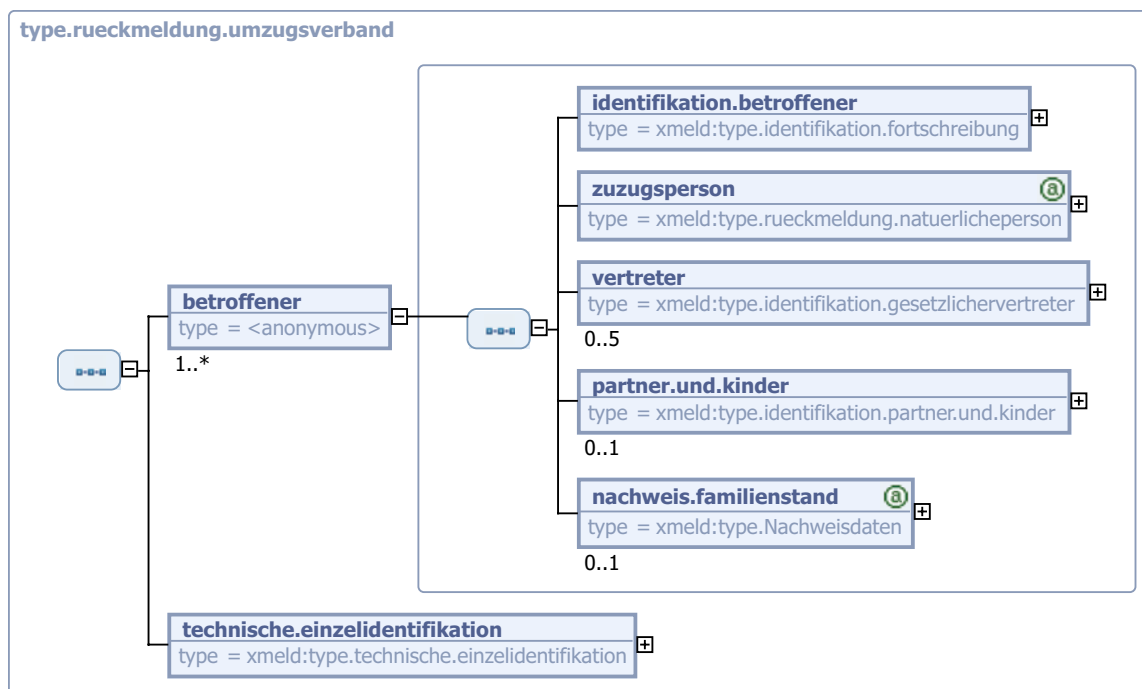 type.rueckmeldung.umzugsverband
identifikation.betroffener
type = xmeld:type.identifikation.fortschreibung
zuzugsperson
type = xmeld:type.rueckmeldung.natuerlicheperson
vertreter
type = xmeld:type.identifikation.gesetzlichervertreter
0..5
betroffener
type = <anonymous>
1..*
partner.und.kinder
type = xmeld:type.identifikation.partner.und.kinder
0..1
nachweis.familienstand
type = xmeld:type.Nachweisdaten
0..1
technische.einzelidentifikation
type = xmeld:type.technische.einzelidentifikation